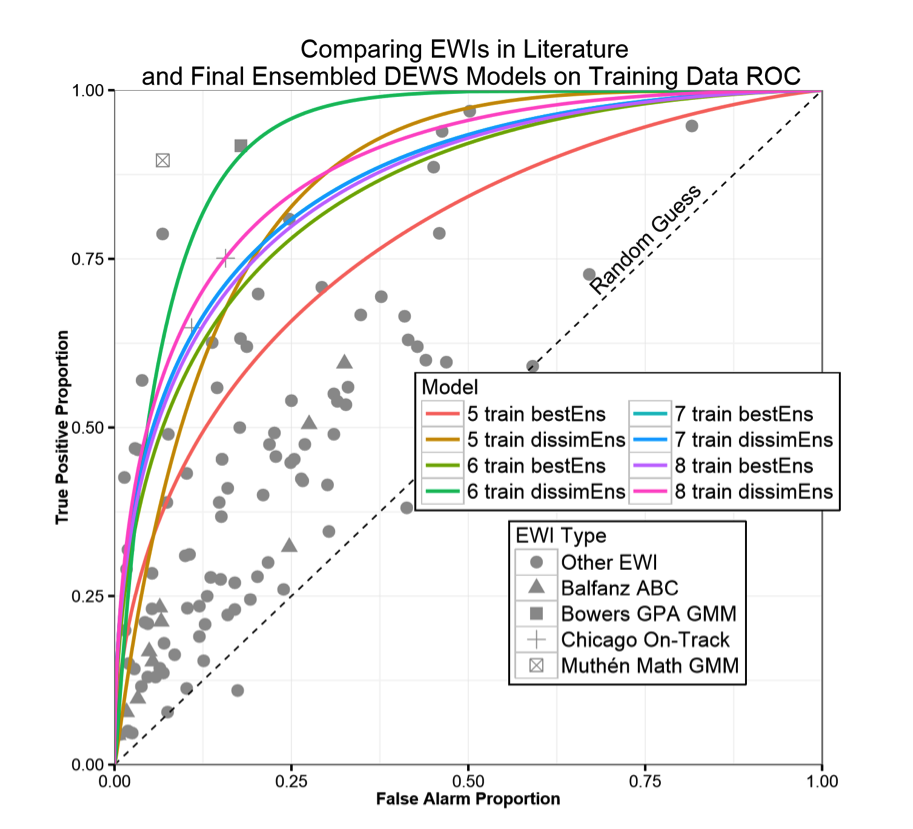 Comparing EWIs in Literature
and Final Ensembled DEWS Models on Training Data ROC
1.00
0.75
0.50
0.25
0.00
True Positive Proportion
Random Guess
Model
5 train bestEns
7 train bestEns
5 train dissimEns
7 train dissimEns
6 train bestEns
8 train bestEns
6 train dissimEns
8 train dissimEns
EWI Type
Other EWI
Balfanz ABC
Bowers GPA GMM
Chicago On-Track
Muthén Math GMM
0.00
0.25
0.50
0.75
1.00
False Alarm Proportion